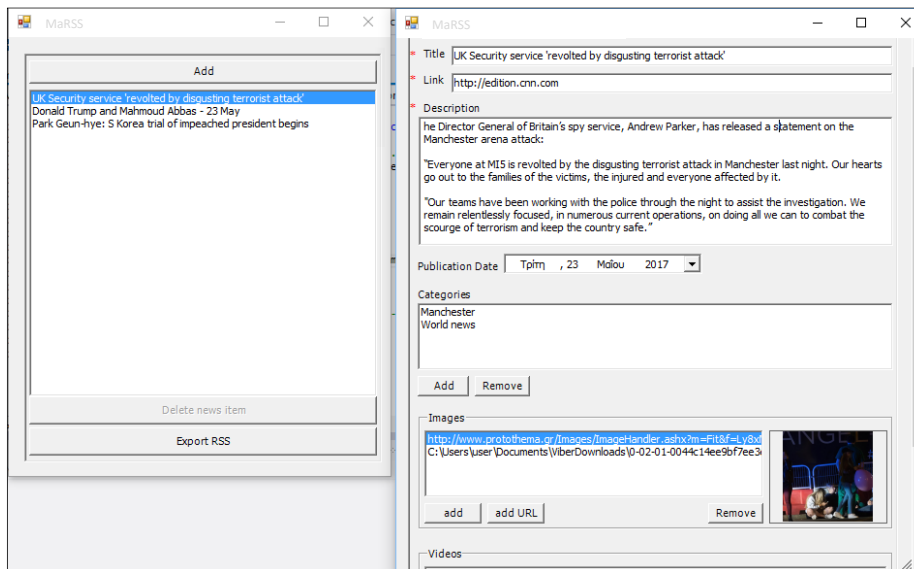 MaRSS
Add
UK Security service 'revolted by disgusting terrorist attack'
Donald Trump and Mahmoud Abbas - 23 May
Park Geun-hye: S Korea trial of impeached president begins
Delete news item
Export RSS
MaRSS
* Title UK Security service 'revolted by disgusting terrorist attack'
* Link http://edition.cnn.com
* Description
he Director General of Britain's spy service, Andrew Parker, has released a statement on the
Manchester arena attack:
"Everyone at MI5 is revolted by the disgusting terrorist attack in Manchester last night. Our hearts
go out to the families of the victims, the injured and everyone affected by it.
"Our teams have been working with the police through the night to assist the investigation. We
remain relentlessly focused, in numerous current operations, on doing all we can to combat the
scourge of terrorism and keep the country safe."
Publication Date Τρίτη , 23 Μαΐου 2017
Categories
Manchester
World news
Add Remove
Images
http://www.protothema.gr/Images/ImageHandler.ashx?m=Fit&f=Ly8x
C:\Users\user\Documents\ViberDownloads\0-02-01-0044c14ee9bf7ee3
add add URL Remove
ANGEL
Videos